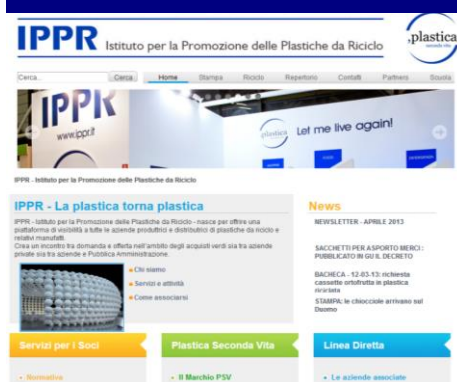 IPPR Istituto per la Promozione delle Plastiche da Riciclo
plastica
seconda vita
Cerca... Cerca Home Stampa Riciclo Repertorio Contatti Partners Scuola
IPPR
www.ippr.it
plastica Let me live again!
IPPR - Istituto per la Promozione delle Plastiche da Riciclo
IPPR - La plastica torna plastica
IPPR - Istituto per la Promozione delle Plastiche da Riciclo - nasce per offrire una
piattaforma di visibilità a tutte le aziende produttrici e distributrici di plastiche da riciclo e
relativi manufatti.
Crea un incontro tra domanda e offerta nell'ambito degli acquisti verdi sia tra aziende
private sia tra aziende e Pubblica Amministrazione.
Chi siamo
Servizi e attività
Come associarsi
News
NEWSLETTER - APRILE 2013
SACCHETTI PER ASPORTO MERCI:
PUBBLICATO IN GU IL DECRETO
BACHECA - 12-03-13: richiesta
cassette ortofrutta in plastica
riciclata
STAMPA: le chiocciole arrivano sul
Duomo
Servizi per i Soci
Normativa
Plastica Seconda Vita
Il Marchio PSV
Linea Diretta
Le aziende associate